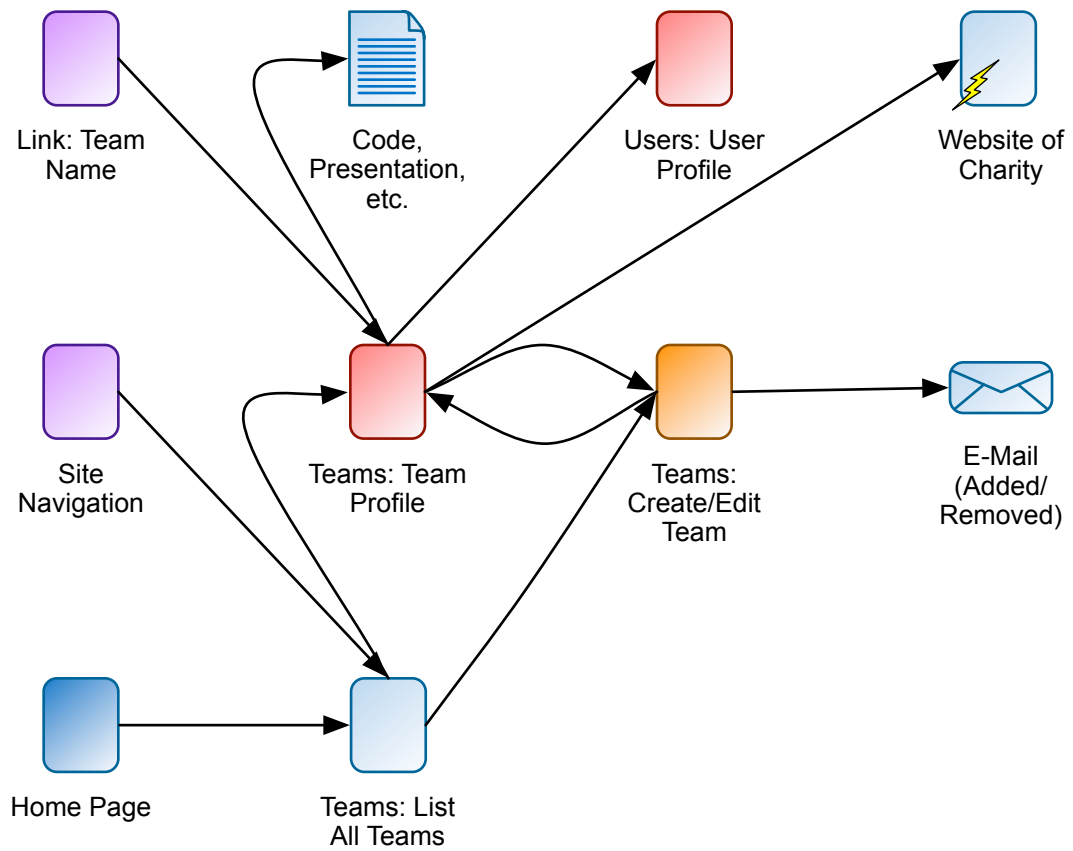 Link: Team
Name
Code,
Presentation,
etc.
Users: User
Profile
Website of
Charity
Site
Navigation
Teams: Team
Profile
Teams:
Create/Edit
Team
E-Mail
(Added/
Removed)
Home Page
Teams: List
All Teams